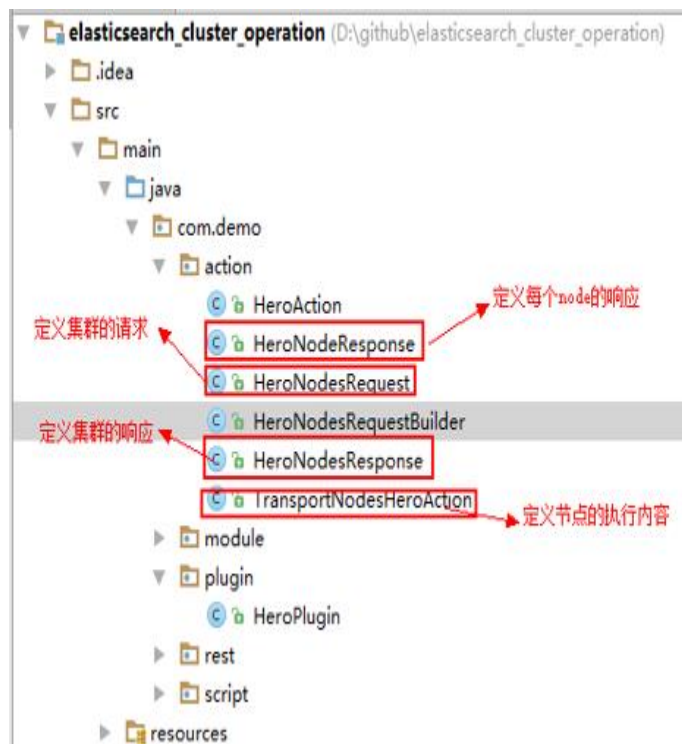 elasticsearch_cluster_operation (D:\github\elasticsearch_cluster_operation)
.idea
src
main
java
com.demo
action
HeroAction
定义每个node的响应
定义集群的请求
HeroNodeResponse
HeroNodesRequest
HeroNodesRequestBuilder
定义集群的响应
HeroNodesResponse
TransportNodesHeroAction
定义节点的执行内容
module
plugin
HeroPlugin
rest
script
resources